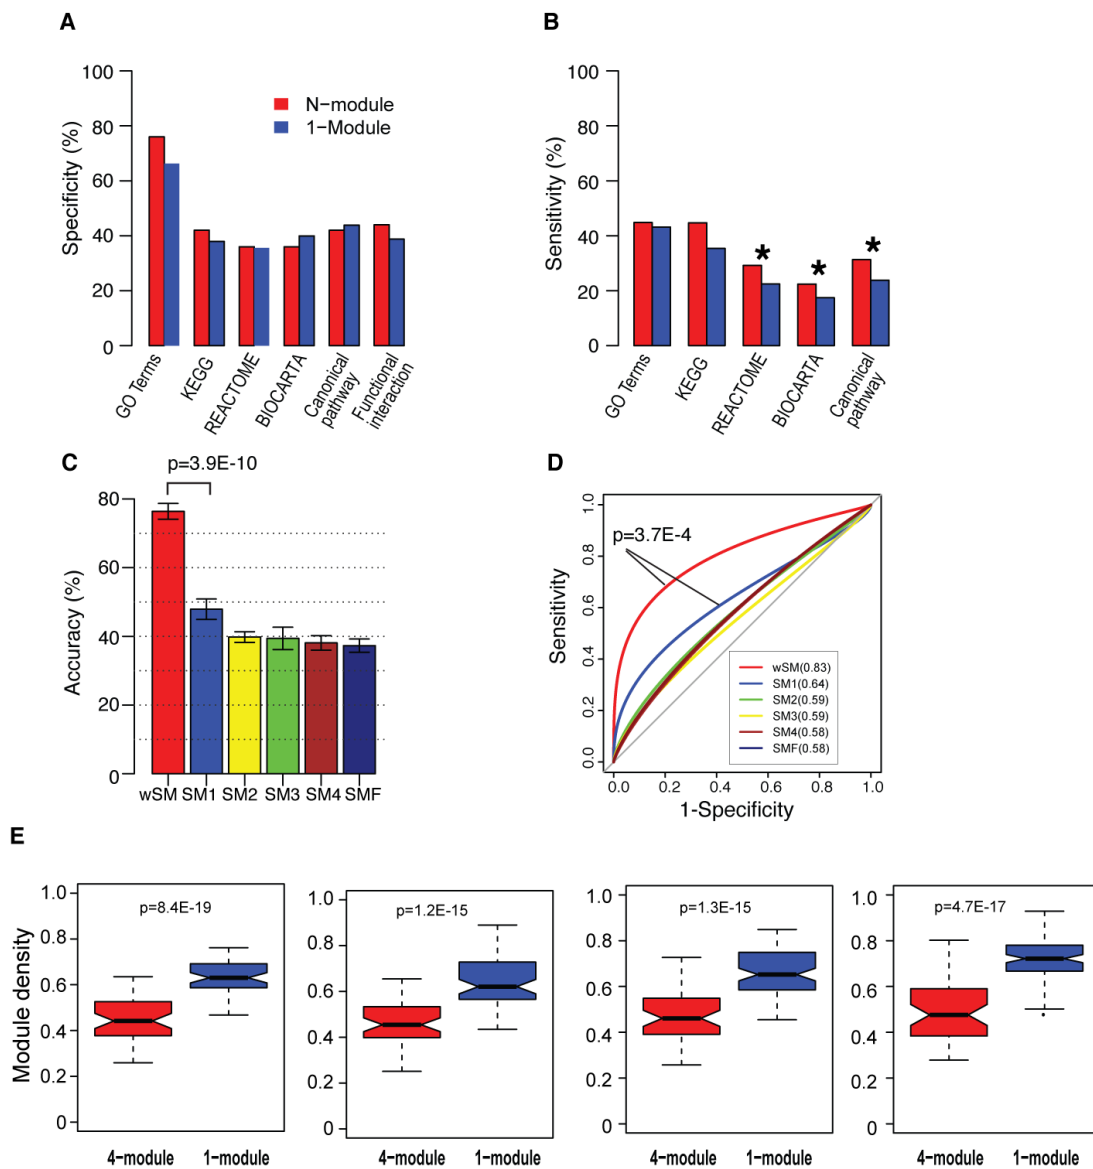 A
100
80
60
40
20
0
Specificity (%)
N−module
1−Module
GO Terms
KEGG
REACTOME
BIOCARTA
Canonical
pathway
Functional
interaction
B
100
80
60
40
20
0
Sensitivity (%)
*
*
*
GO Terms
KEGG
REACTOME
BIOCARTA
Canonical
pathway
C
p=3.9E-10
80
60
40
20
0
Accuracy (%)
wSM SM1 SM2 SM3 SM4 SMF
D
1.0
0.8
0.6
0.4
0.2
0.0
Sensitivity
p=3.7E-4
wSM(0.83)
SM1(0.64)
SM2(0.59)
SM3(0.59)
SM4(0.58)
SMF(0.58)
0.0 0.2 0.4 0.6 0.8 1.0
1-Specificity
E
Module density
1.0
0.8
0.6
0.4
0.2
0
p=8.4E-19
4−module 1−module
1.0
0.8
0.6
0.4
0.2
0
p=1.2E-15
4−module 1−module
1.0
0.8
0.6
0.4
0.2
0
p=1.3E-15
4−module 1−module
1.0
0.8
0.6
0.4
0.2
0
p=4.7E-17
4−module 1−module